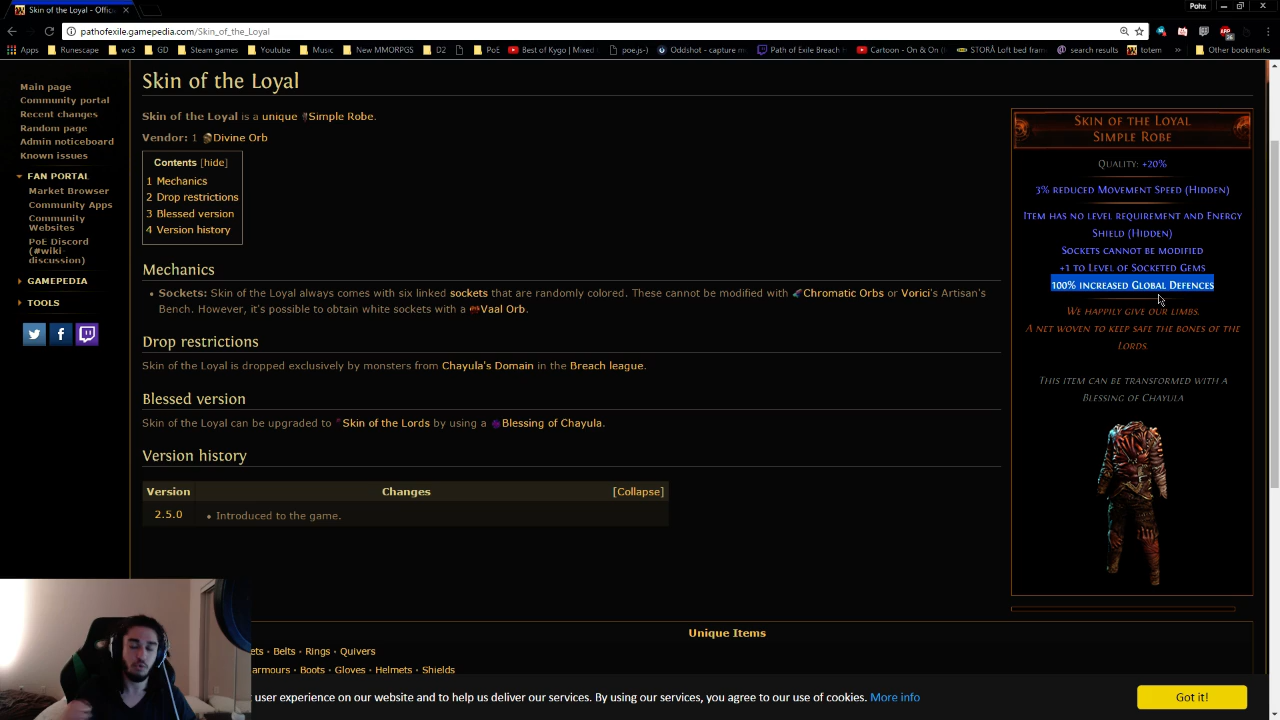 Skin of the Loyal - Offic
Pohx
pathofexile.gamepedia.com/Skin_of_the_Loyal
Apps Runescape wc3 GD Steam games Youtube Music New MMORPGS D2 PoE Best of Kygo | Mixed poe.js-) Oddshot - capture m Path of Exile Breach Cartoon - On & On ( STORÅ Loft bed fram search results totem » Other bookmarks
Main page
Community portal
Recent changes
Random page
Admin noticeboard
Known issues
FAN PORTAL
Market Browser
Community Apps
Community
Websites
PoE Discord
(#wiki-
discussion)
GAMEPEDIA
TOOLS
Skin of the Loyal
Skin of the Loyal is a unique Simple Robe.
Vendor: 1 Divine Orb
Contents [hide]
1 Mechanics
2 Drop restrictions
3 Blessed version
4 Version history
Mechanics
• Sockets: Skin of the Loyal always comes with six linked sockets that are randomly colored. These cannot be modified with Chromatic Orbs or Vorici's Artisan's
Bench. However, it's possible to obtain white sockets with a Vaal Orb.
Drop restrictions
Skin of the Loyal is dropped exclusively by monsters from Chayula's Domain in the Breach league.
Blessed version
Skin of the Loyal can be upgraded to Skin of the Lords by using a Blessing of Chayula.
Version history
Version Changes [Collapse]
2.5.0 • Introduced to the game.
Skin of the Loyal
Simple Robe
Quality: +20%
3% reduced Movement Speed (Hidden)
Item has no level requirement and Energy
Shield (Hidden)
Sockets cannot be modified
+1 to Level of Socketed Gems
100% increased Global Defences
We happily give our limbs.
A net woven to keep safe the bones of the
Lords
This item can be transformed with a
Blessing of Chayula
Unique Items
ets • Belts • Rings • Quivers
armours • Boots • Gloves • Helmets • Shields
user experience on our website and to help us deliver our services. By using our services, you agree to our use of cookies. More info
Got it!